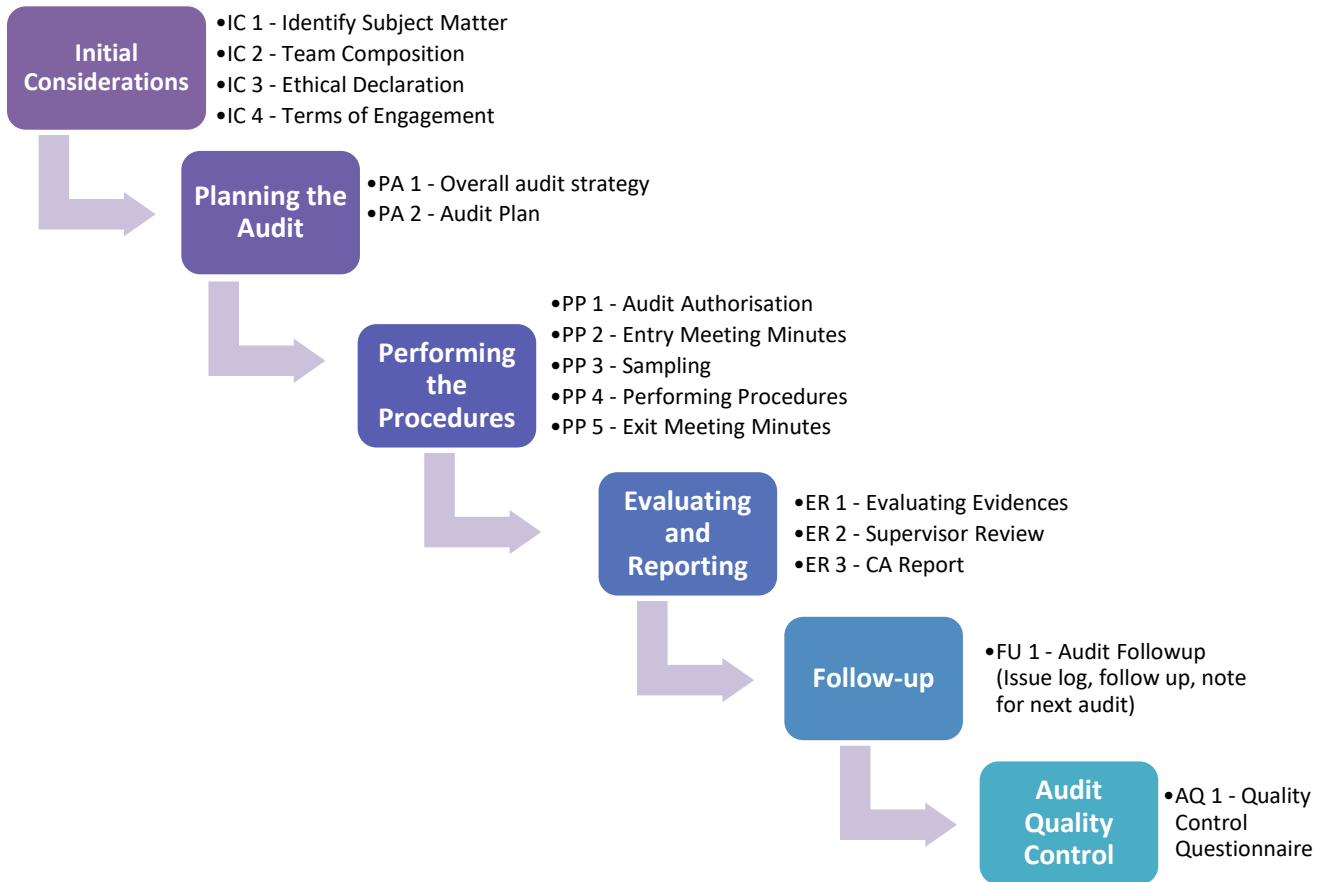 Initial
Considerations
•IC 1 - Identify Subject Matter
•IC 2 - Team Composition
•IC 3 - Ethical Declaration
•IC 4 - Terms of Engagement
Planning the
Audit
•PA 1 - Overall audit strategy
•PA 2 - Audit Plan
Performing
the
Procedures
•PP 1 - Audit Authorisation
•PP 2 - Entry Meeting Minutes
•PP 3 - Sampling
•PP 4 - Performing Procedures
•PP 5 - Exit Meeting Minutes
Evaluating
and
Reporting
•ER 1 - Evaluating Evidences
•ER 2 - Supervisor Review
•ER 3 - CA Report
Follow-up
•FU 1 - Audit Followup
(Issue log, follow up, note
for next audit)
Audit
Quality
Control
•AQ 1 - Quality
Control
Questionnaire